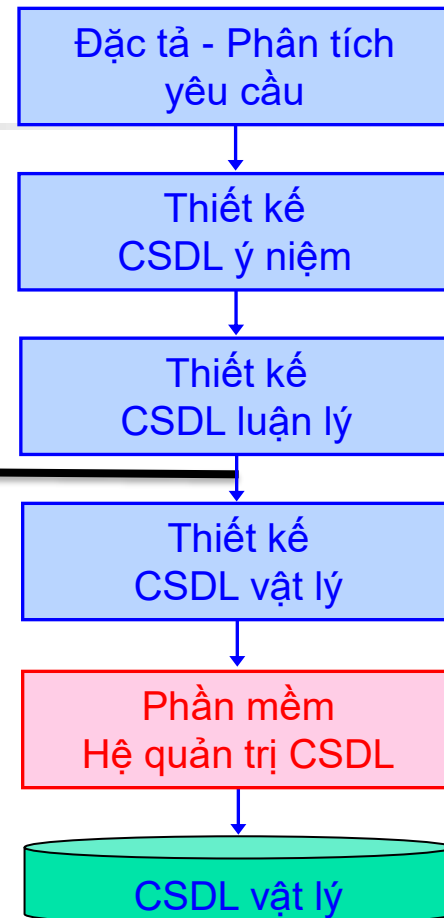 Đặc tả - Phân tích
yêu cầu
Thiết kế
CSDL ý niệm
Thiết kế
CSDL luận lý
Thiết kế
CSDL vật lý
Phần mềm
Hệ quản trị CSDL
CSDL vật lý